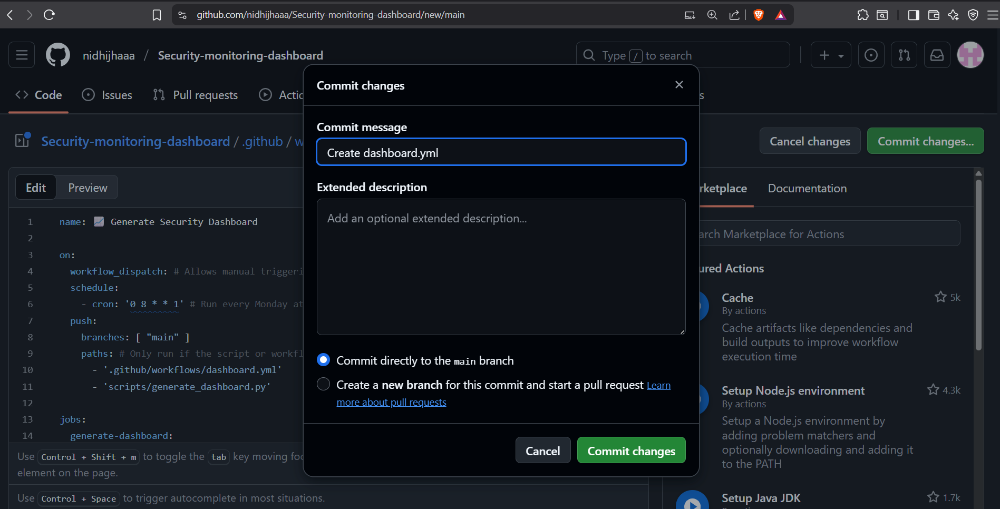 github.com/nidhijhaaa/Security-monitoring-dashboard/new/main
nidhijhaaa / Security-monitoring-dashboard
Type / to search
Code
Issues
Pull requests
Actio
s
Security-monitoring-dashboard / .github / w
Cancel changes
Commit changes...
Edit
Preview
1 name: 📈 Generate Security Dashboard
2
3 on:
4 workflow_dispatch: # Allows manual triggeri
5 schedule:
6 - cron: '0 8 * * 1' # Run every Monday at
7 push:
8 branches: [ "main" ]
9 paths: # Only run if the script or workfl
10 - '.github/workflows/dashboard.yml'
11 - 'scripts/generate_dashboard.py'
12
13 jobs:
14 generate-dashboard:
Use Control + Shift + m to toggle the tab key moving foc
element on the page.
Use Control + Space to trigger autocomplete in most situations.
Commit changes
Commit message
Create dashboard.yml
Extended description
Add an optional extended description...
Commit directly to the main branch
Create a new branch for this commit and start a pull request Learn
more about pull requests
Cancel
Commit changes
rketplace
Documentation
arch Marketplace for Actions
ured Actions
Cache
5k
By actions
Cache artifacts like dependencies and
build outputs to improve workflow
execution time
Setup Node.js environment
4.3k
By actions
Setup a Node.js environment by
adding problem matchers and
optionally downloading and adding it
to the PATH
Setup Java JDK
1.7k